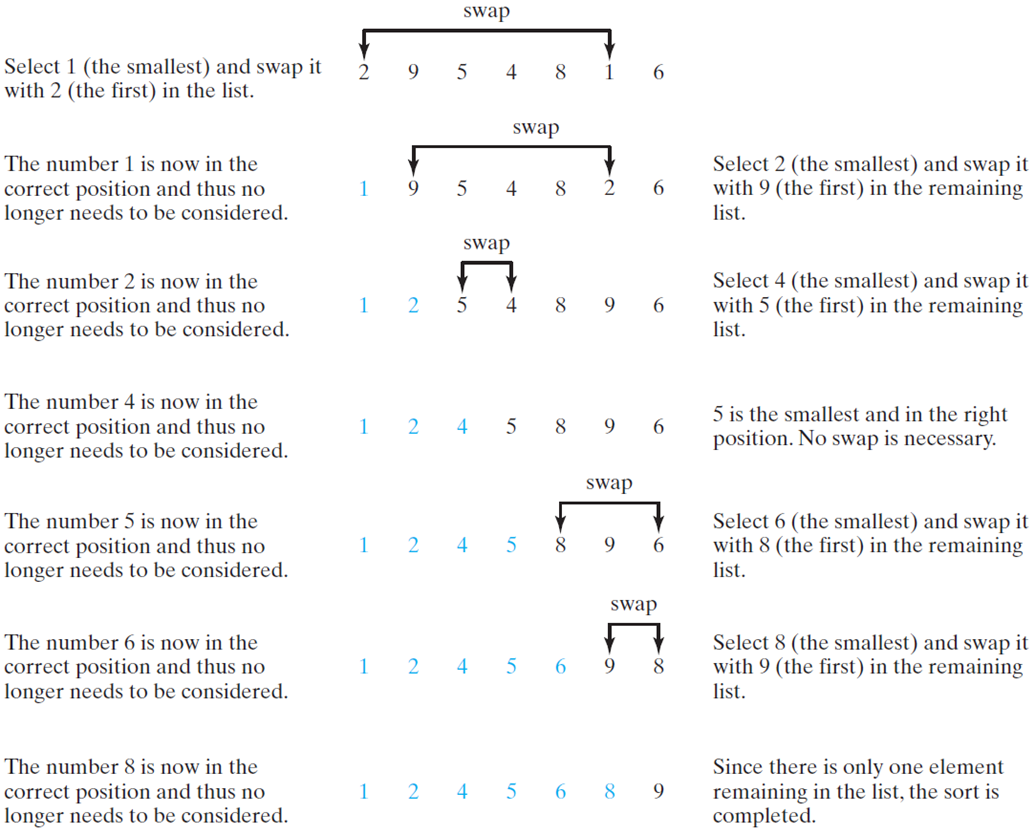 swap
Select 1 (the smallest) and swap it
with 2 (the first) in the list.
2 9 5 4 8 1 6
swap
The number 1 is now in the
correct position and thus no
longer needs to be considered.
1 9 5 4 8 2 6
Select 2 (the smallest) and swap it
with 9 (the first) in the remaining
list.
swap
The number 2 is now in the
correct position and thus no
longer needs to be considered.
1 2 5 4 8 9 6
Select 4 (the smallest) and swap it
with 5 (the first) in the remaining
list.
The number 4 is now in the
correct position and thus no
longer needs to be considered.
1 2 4 5 8 9 6
5 is the smallest and in the right
position. No swap is necessary.
swap
The number 5 is now in the
correct position and thus no
longer needs to be considered.
1 2 4 5 8 9 6
Select 6 (the smallest) and swap it
with 8 (the first) in the remaining
list.
swap
The number 6 is now in the
correct position and thus no
longer needs to be considered.
1 2 4 5 6 9 8
Select 8 (the smallest) and swap it
with 9 (the first) in the remaining
list.
The number 8 is now in the
correct position and thus no
longer needs to be considered.
1 2 4 5 6 8 9
Since there is only one element
remaining in the list, the sort is
completed.